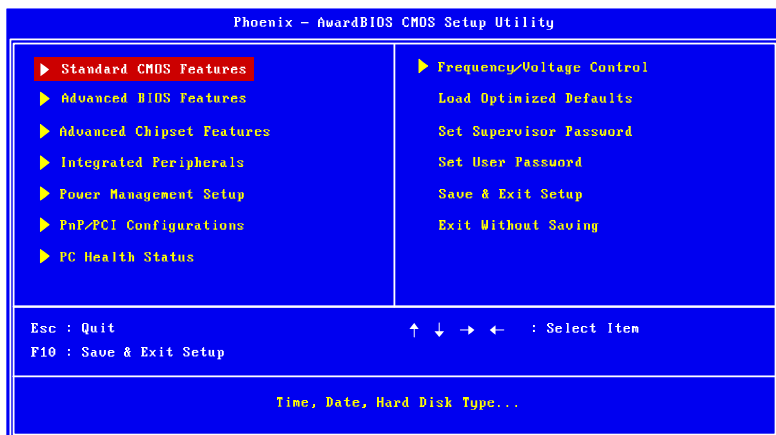 Phoenix - AwardBIOS CMOS Setup Utility
Standard CMOS Features
Advanced BIOS Features
Advanced Chipset Features
Integrated Peripherals
Power Management Setup
PnP/PCI Configurations
PC Health Status
Frequency/Voltage Control
Load Optimized Defaults
Set Supervisor Password
Set User Password
Save & Exit Setup
Exit Without Saving
Esc : Quit
F10 : Save & Exit Setup
↑ ↓ → ← : Select Item
Time, Date, Hard Disk Type...